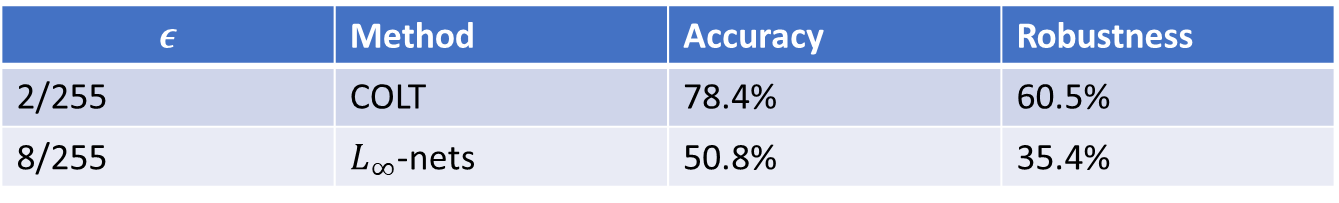 ϵ Method Accuracy Robustness
2/255 COLT 78.4% 60.5%
8/255 L∞-nets 50.8% 35.4%